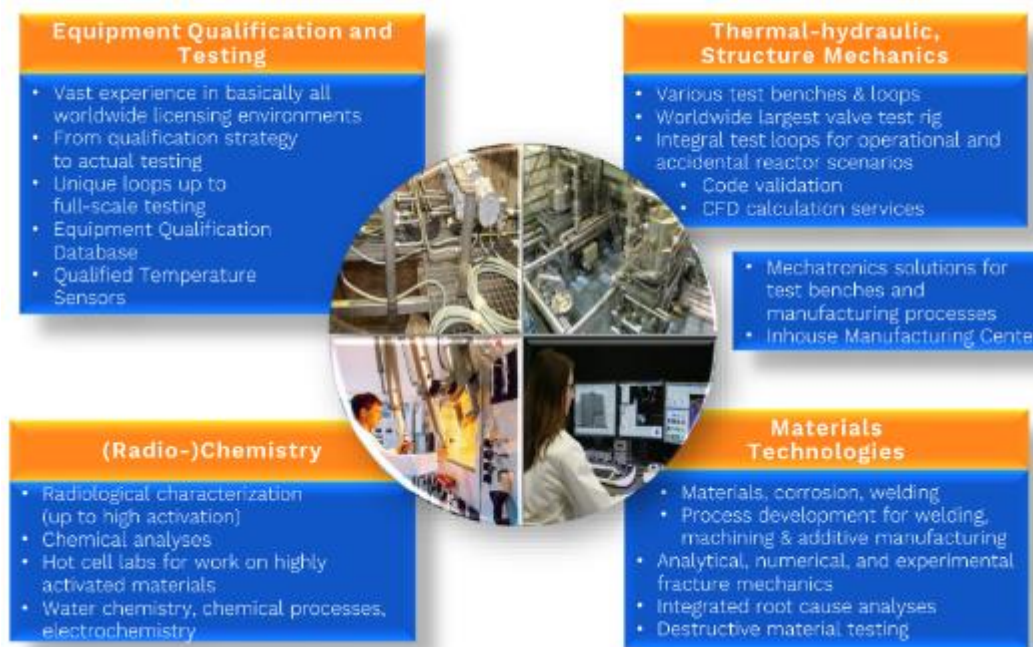 Equipment Qualification and
Testing
• Vast experience in basically all
worldwide licensing environments
• From qualification strategy
to actual testing
• Unique loops up to
full-scale testing
• Equipment Qualification
Database
• Qualified Temperature
Sensors
Thermal-hydraulic,
Structure Mechanics
• Various test benches & loops
• Worldwide largest valve test rig
• Integral test loops for operational and
accidental reactor scenarios
• Code validation
• CFD calculation services
• Mechatronics solutions for
test benches and
manufacturing processes
• Inhouse Manufacturing Cente
(Radio-)Chemistry
• Radiological characterization
(up to high activation)
• Chemical analyses
• Hot cell labs for work on highly
activated materials
• Water chemistry, chemical processes,
electrochemistry
Materials
Technologies
• Materials, corrosion, welding
• Process development for welding,
machining & additive manufacturing
• Analytical, numerical, and experimental
fracture mechanics
• Integrated root cause analyses
• Destructive material testing